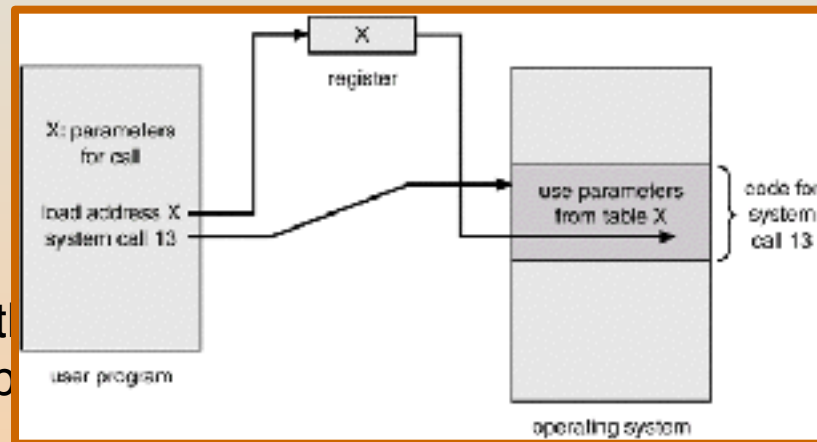 X
register
X: parameters
for call
load address X
system call 13
user program
use parameters
from table X
code for
system
call 13
operating system